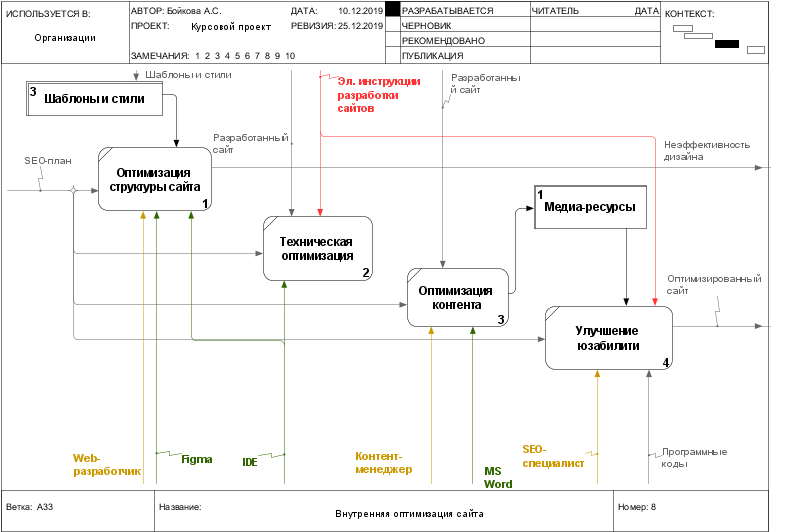 ИСПОЛЬЗУЕТСЯ В:
Организации
АВТОР: Бойкова А.С.
ДАТА: 10.12.2019
ПРОЕКТ: Курсовой проект
РЕВИЗИЯ: 25.12.2019
ЗАМЕЧАНИЯ: 1 2 3 4 5 6 7 8 9 10
РАЗРАБАТЫВАЕТСЯ
ЧЕРНОВИК
РЕКОМЕНДОВАНО
ПУБЛИКАЦИЯ
ЧИТАТЕЛЬ
ДАТА
КОНТЕКСТ:
Шаблоны и стили
3
Шаблоны и стили
Эл. инструкции
разработки
сайтов
Разработанны
й сайт
Разработанный
сайт
Неэффективность
дизайна
SEO-план
Оптимизация
структуры сайта
1
1
Медиа-ресурсы
Техническая
оптимизация
2
Оптимизация
контента
3
Оптимизированный
сайт
Улучшение
юзабилити
4
Web-
разработчик
Figma
IDE
Контент-
менеджер
MS
Word
SEO-
специалист
Программные
коды
Ветка: A33
Название:
Внутренняя оптимизация сайта
Номер: 8